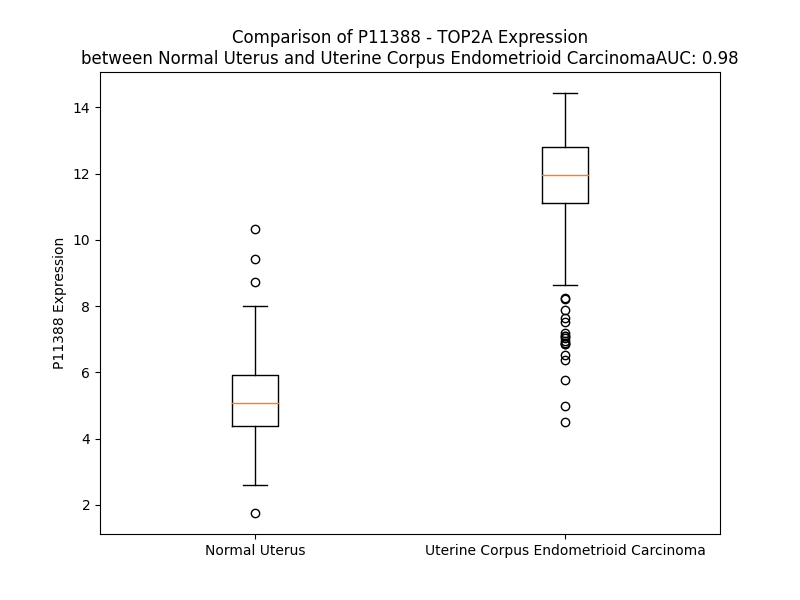 Comparison of P11388 - TOP2A Expression
between Normal Uterus and Uterine Corpus Endometrioid CarcinomaAUC: 0.98
P11388 Expression
14
12
10
8
6
4
2
Normal Uterus
Uterine Corpus Endometrioid Carcinoma